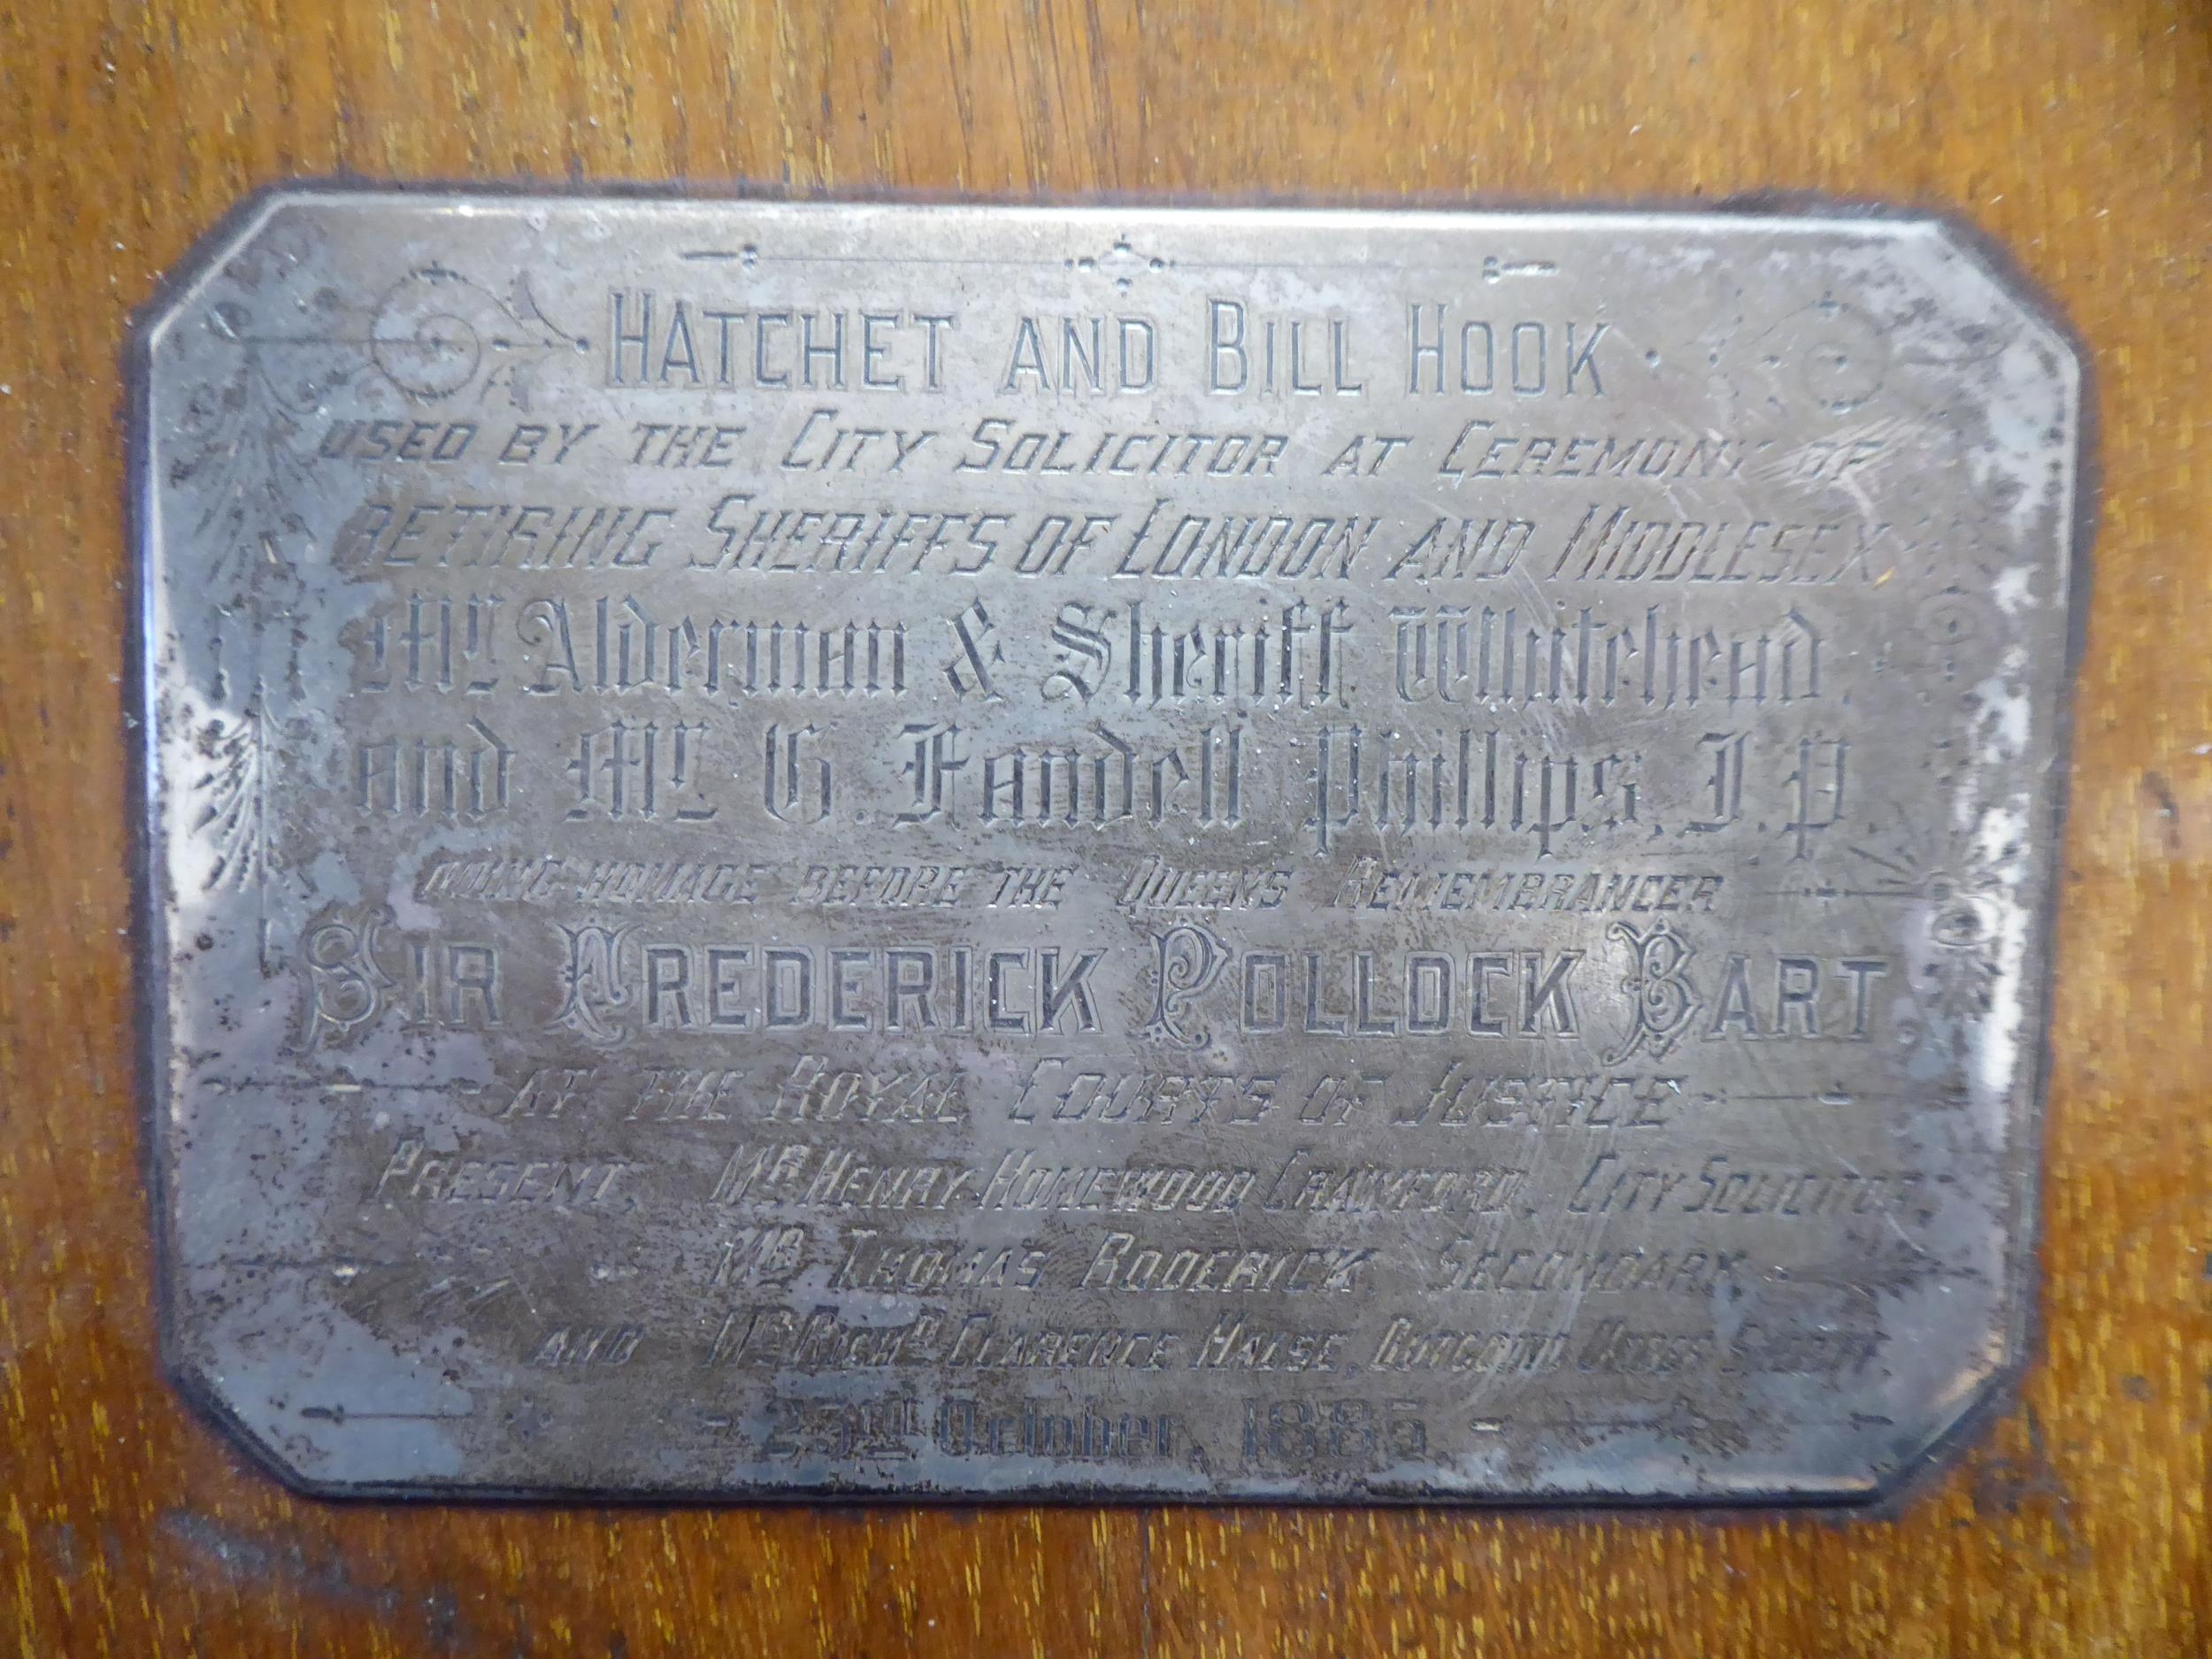 HATCHET AND BILL HOOK
USED BY THE CITY SOLICITOR AT CEREMONY OF
RETIRING SHERIFFS OF LONDON AND MIDDLESEX
Mr Alderman & Sheriff Whitehead,
and Mr G. Faudell Phillips, J.P.
DOING HOMAGE BEFORE THE QUEENS REMEMBRANCER
SIR FREDERICK POLLOCK BART
AT THE ROYAL COURTS OF JUSTICE
PRESENT, MR HENRY HOMEWOOD CRAWFORD, CITY SOLICITOR,
MR THOMAS RODERICK, SECONDARY
AND MR RICHD CLARENCE HALSE,
23rd October, 1885